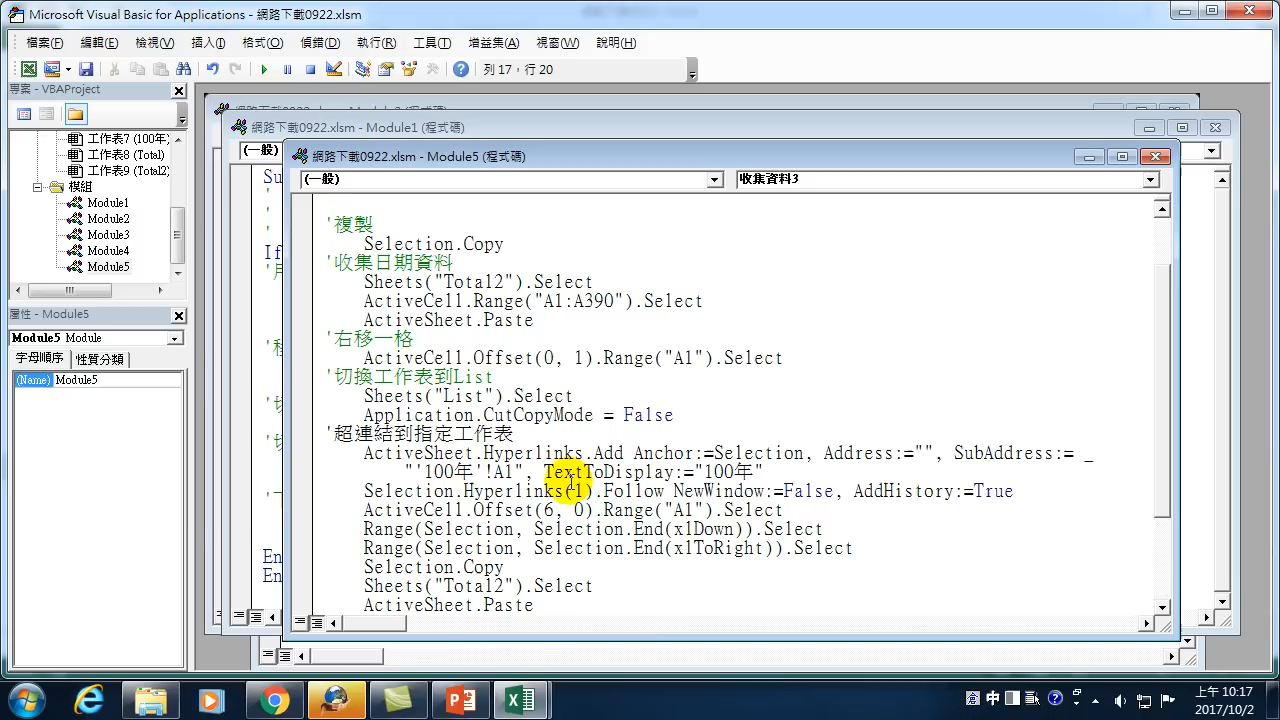 Microsoft Visual Basic for Applications - 網路下載0922.xlsm
檔案(F) 編輯(E) 檢視(V) 插入(I) 格式(O) 偵錯(D) 執行(R) 工具(T) 增益集(A) 視窗(W) 說明(H)
列 17，行 20
專案 - VBAProject
工作表7 (100年)
工作表8 (Total)
工作表9 (Total2)
模組
Module1
Module2
Module3
Module4
Module5
屬性 - Module5
Module5 Module
字母順序 性質分類
(Name) Module5
網路下載0922.xlsm - Module1 (程式碼)
(一般)
Su
If
En
En
網路下載0922.xlsm - Module5 (程式碼)
(一般) 收集資料3
'複製
Selection.Copy
'收集日期資料
Sheets("Total2").Select
ActiveCell.Range("A1:A390").Select
ActiveSheet.Paste
'右移一格
ActiveCell.Offset(0, 1).Range("A1").Select
'切換工作表到List
Sheets("List").Select
Application.CutCopyMode = False
'超連結到指定工作表
ActiveSheet.Hyperlinks.Add Anchor:=Selection, Address:="", SubAddress:= _
"'100年'!A1", TextToDisplay:="100年"
Selection.Hyperlinks(1).Follow NewWindow:=False, AddHistory:=True
ActiveCell.Offset(6, 0).Range("A1").Select
Range(Selection, Selection.End(xlDown)).Select
Range(Selection, Selection.End(xlToRight)).Select
Selection.Copy
Sheets("Total2").Select
ActiveSheet.Paste
中
上午 10:17
2017/10/2